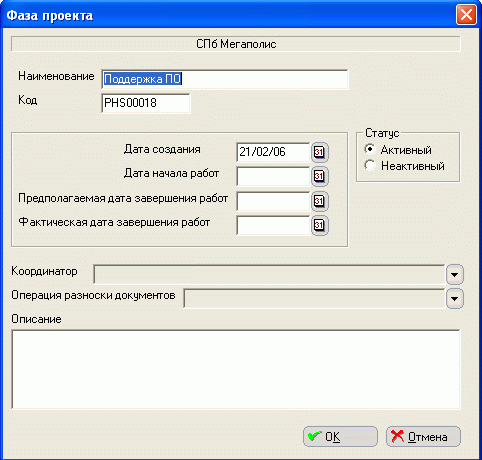 Фаза проекта
СПб Мегаполис
Наименование Поддержка ПО
Код PHS00018
Статус
Дата создания 21/02/06 31 Активный
Дата начала работ 31 Неактивный
Предполагаемая дата завершения работ 31
Фактическая дата завершения работ 31
Координатор
Операция разноски документов
Описание
OK Отмена